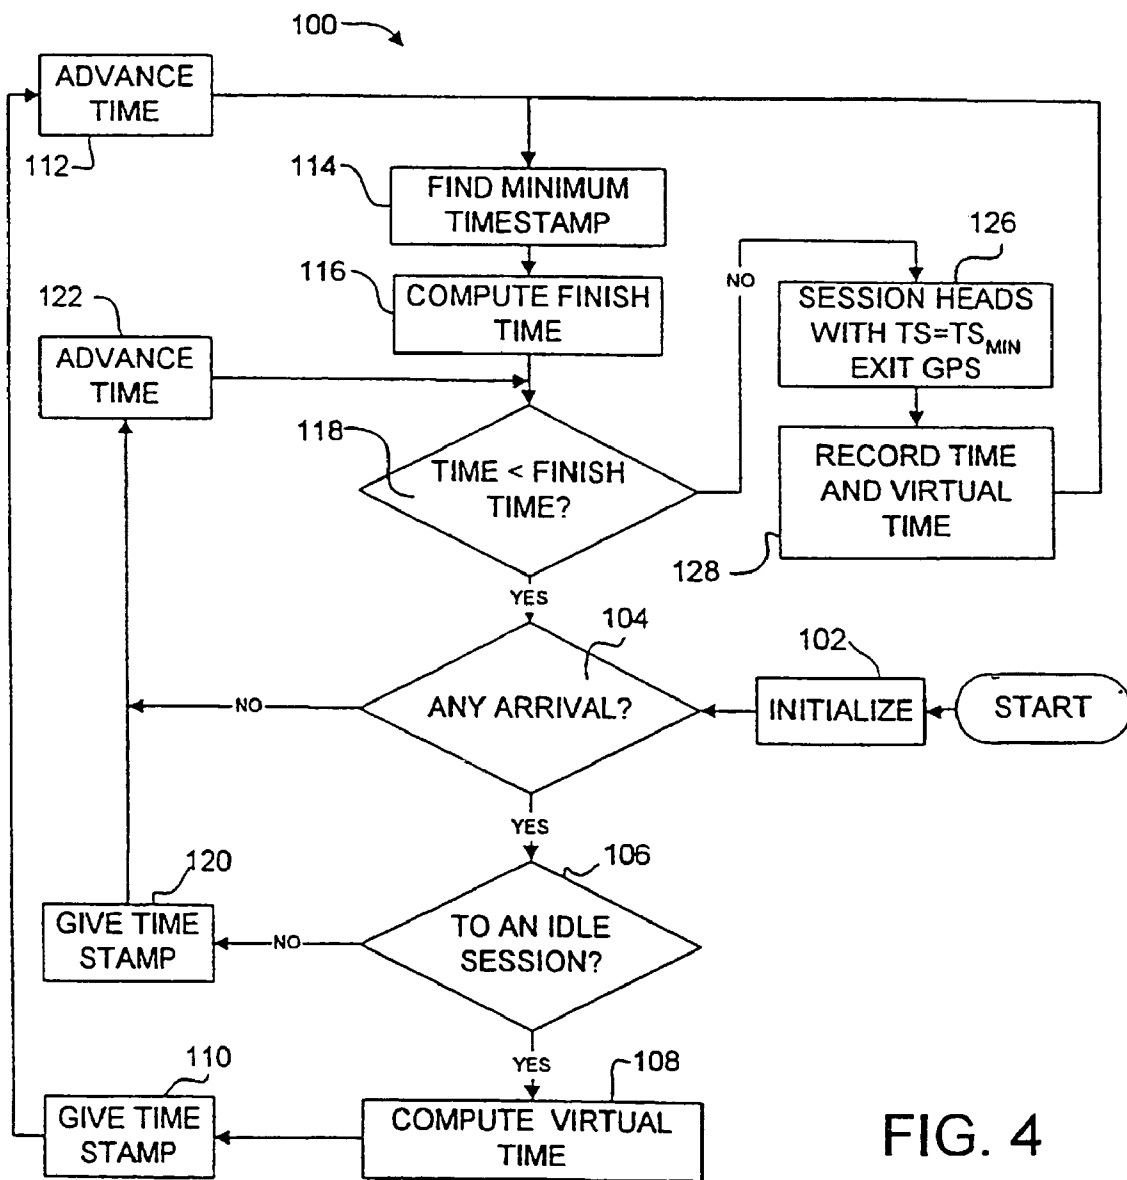 100
ADVANCE
TIME
112
114
FIND MINIMUM
TIMESTAMP
126
116
COMPUTE FINISH
TIME
NO
SESSION HEADS
WITH TS=TSMIN
EXIT GPS
122
ADVANCE
TIME
118
TIME < FINISH
TIME?
RECORD TIME
AND VIRTUAL
TIME
128
YES
104
102
ANY ARRIVAL?
NO
INITIALIZE
START
YES
106
120
GIVE TIME
STAMP
NO
TO AN IDLE
SESSION?
YES
110
108
GIVE TIME
STAMP
COMPUTE VIRTUAL
TIME
FIG. 4